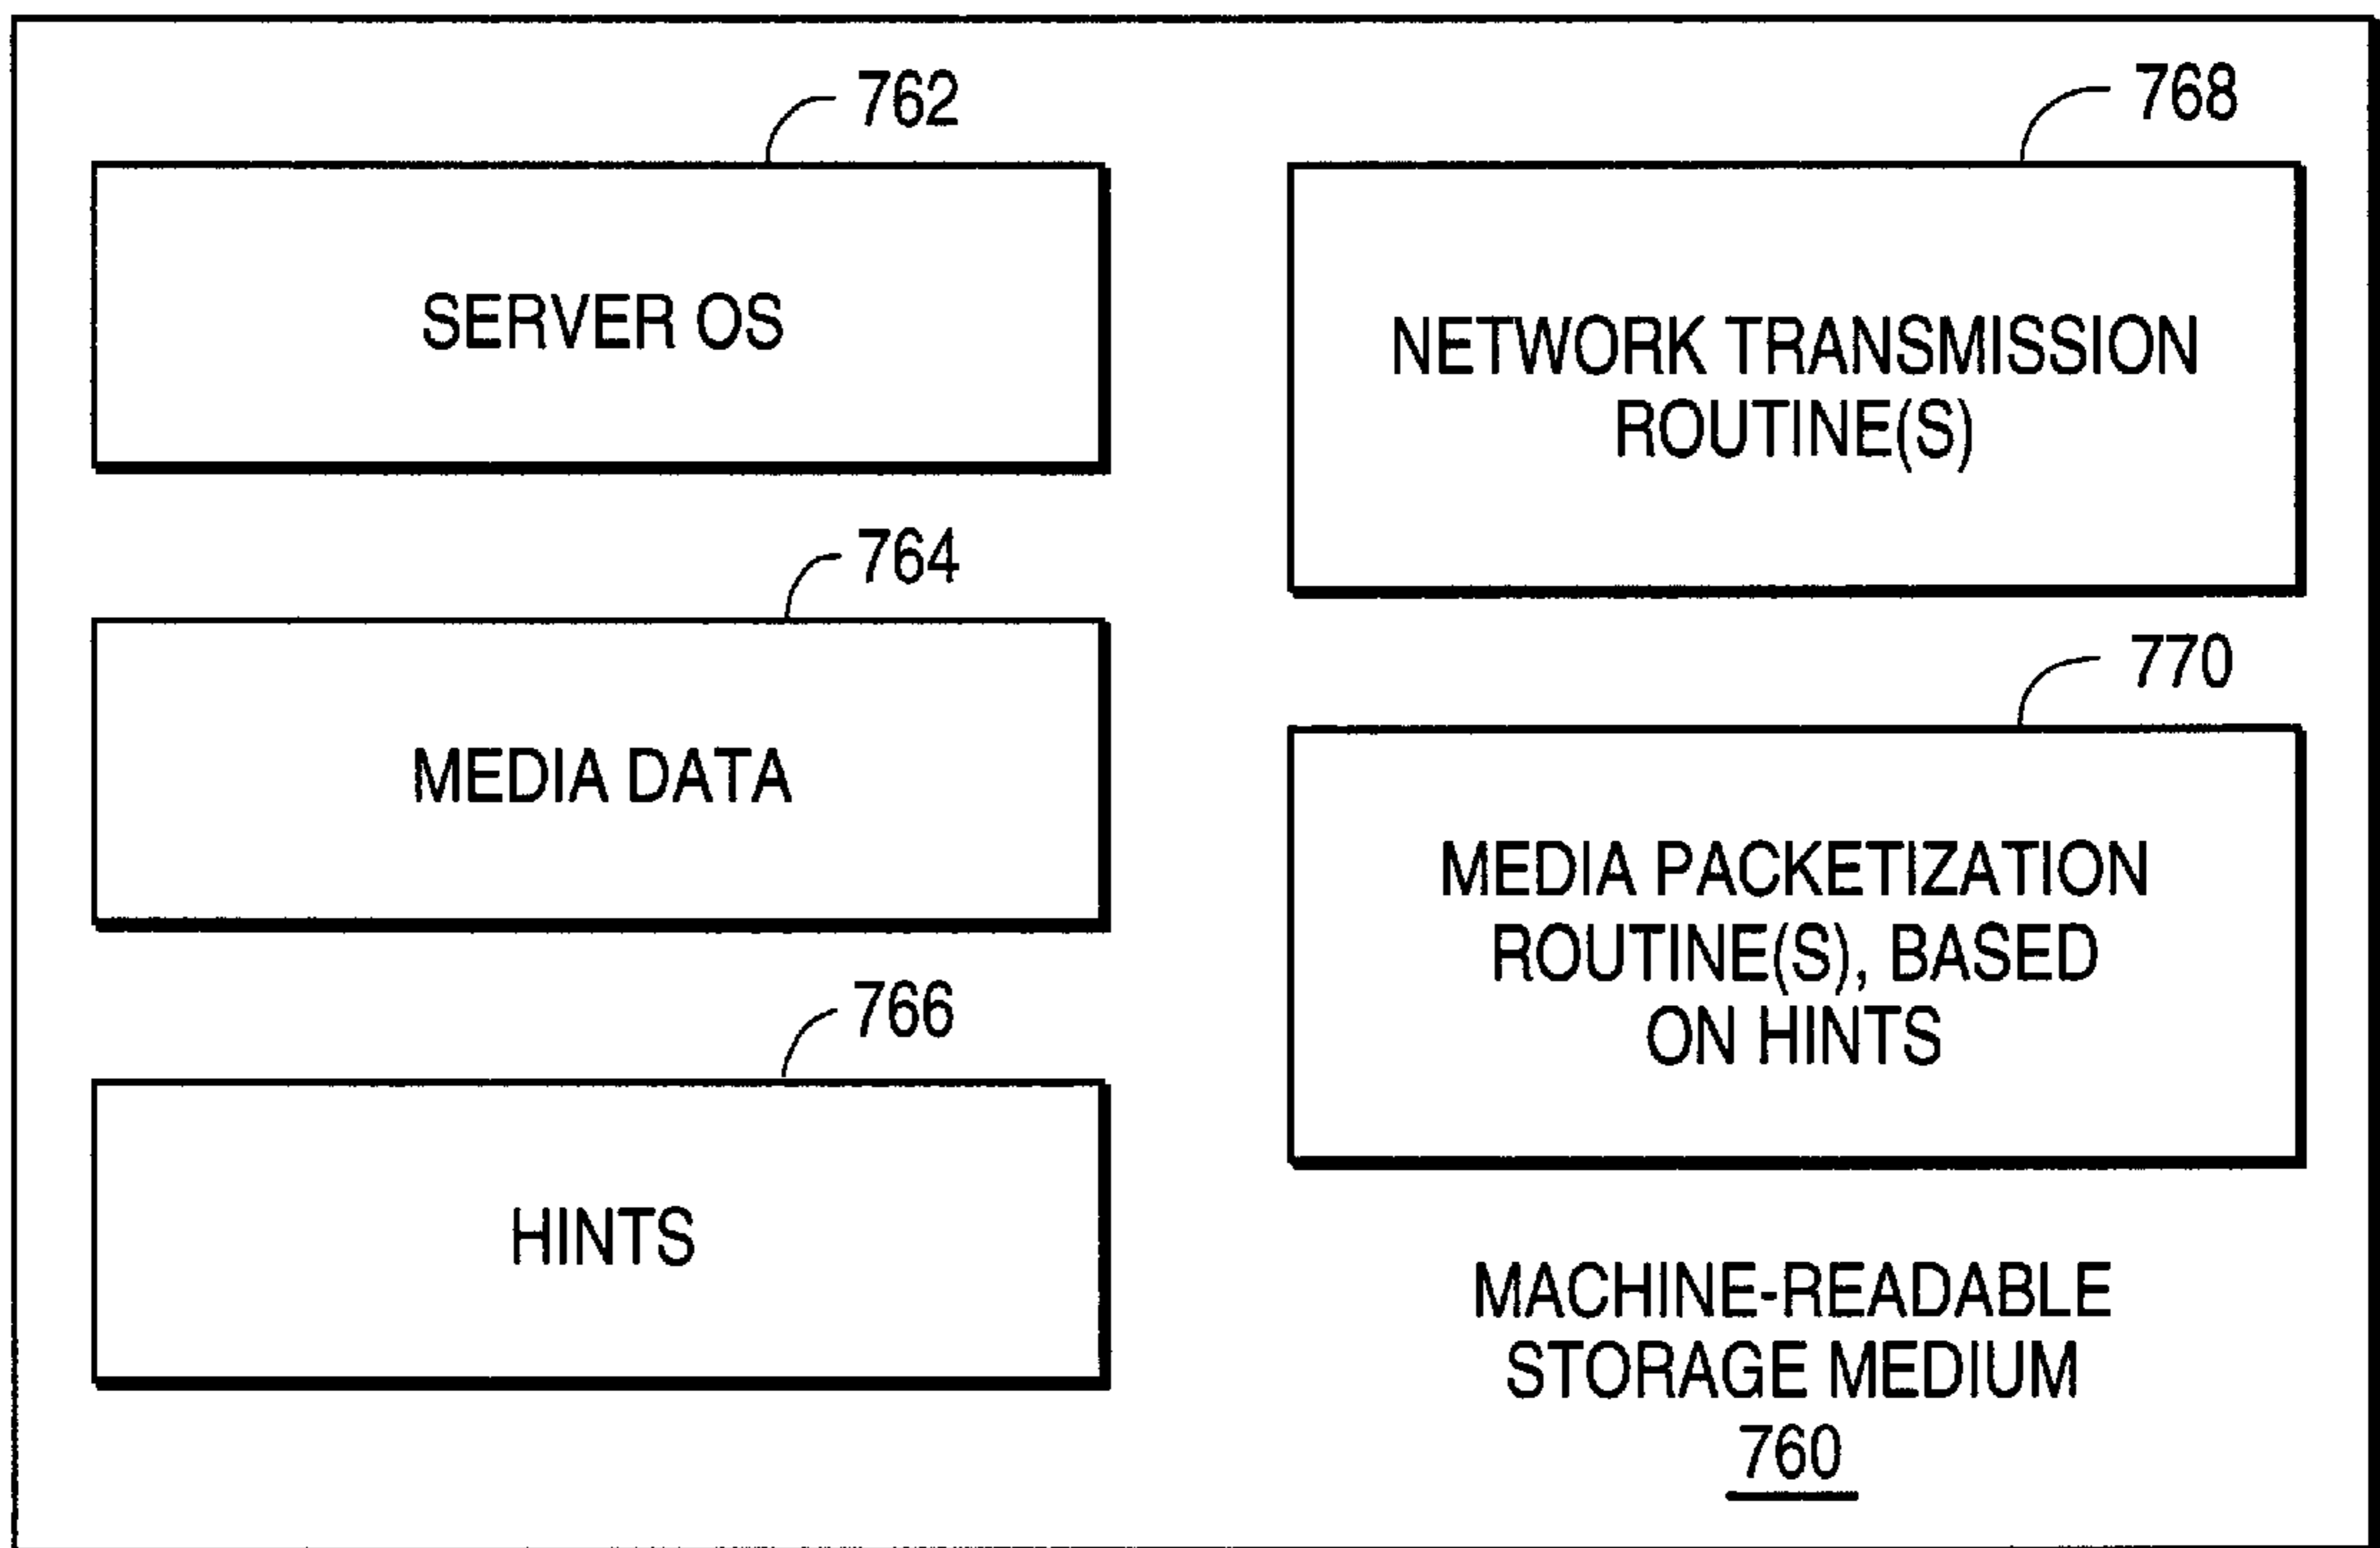 762
SERVER OS
764
MEDIA DATA
766
HINTS
768
NETWORK TRANSMISSION
ROUTINE(S)
770
MEDIA PACKETIZATION
ROUTINE(S), BASED
ON HINTS
MACHINE-READABLE
STORAGE MEDIUM
760